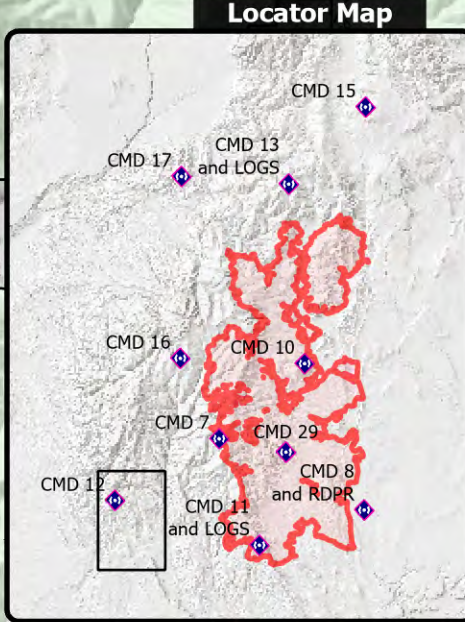 Locator Map
CMD 15
CMD 13
and LOGS
CMD 17
CMD 16
CMD 10
CMD 7
CMD 29
CMD 8
and RDPR
CMD 12
CMD 11
and LOGS